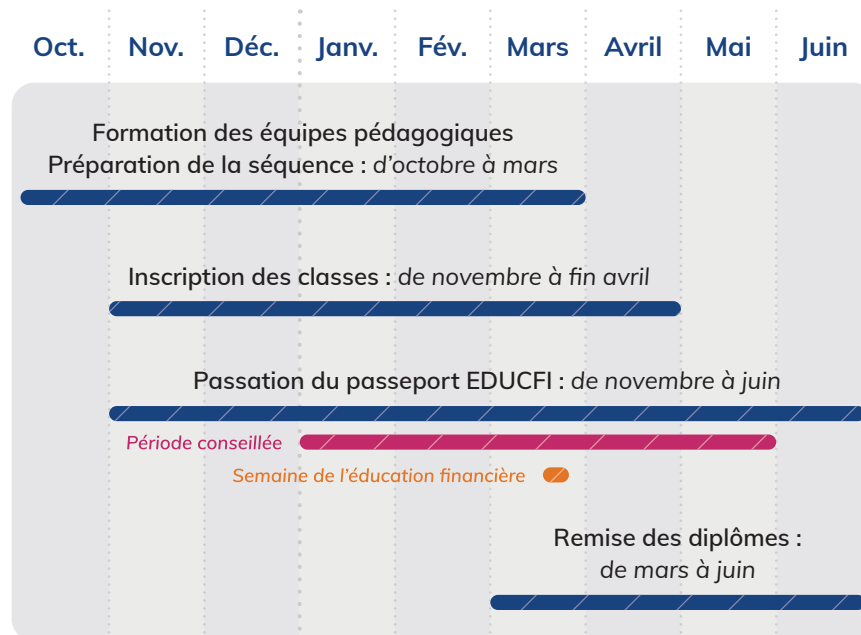 Oct. Nov. Déc. Janv. Fév. Mars Avril Mai Juin
Formation des équipes pédagogiques
Préparation de la séquence : d'octobre à mars
Inscription des classes : de novembre à fin avril
Passation du passeport EDUCFI : de novembre à juin
Période conseillée
Semaine de l'éducation financière
Remise des diplômes :
de mars à juin